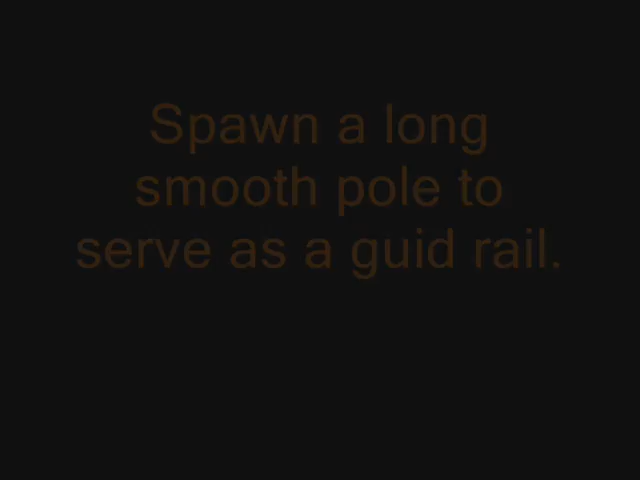 Spawn a long
smooth pole to
serve as a guid rail.